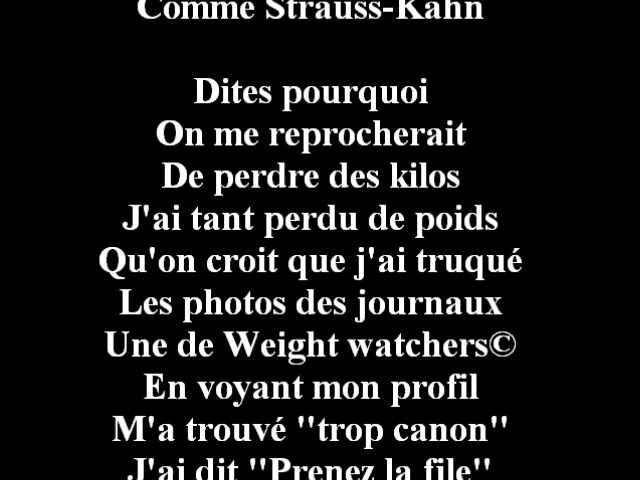 Comme Strauss-Kahn
Dites pourquoi
On me reprocherait
De perdre des kilos
J'ai tant perdu de poids
Qu'on croit que j'ai truqué
Les photos des journaux
Une de Weight watchers©
En voyant mon profil
M'a trouvé "trop canon"
J'ai dit "Prenez la file"